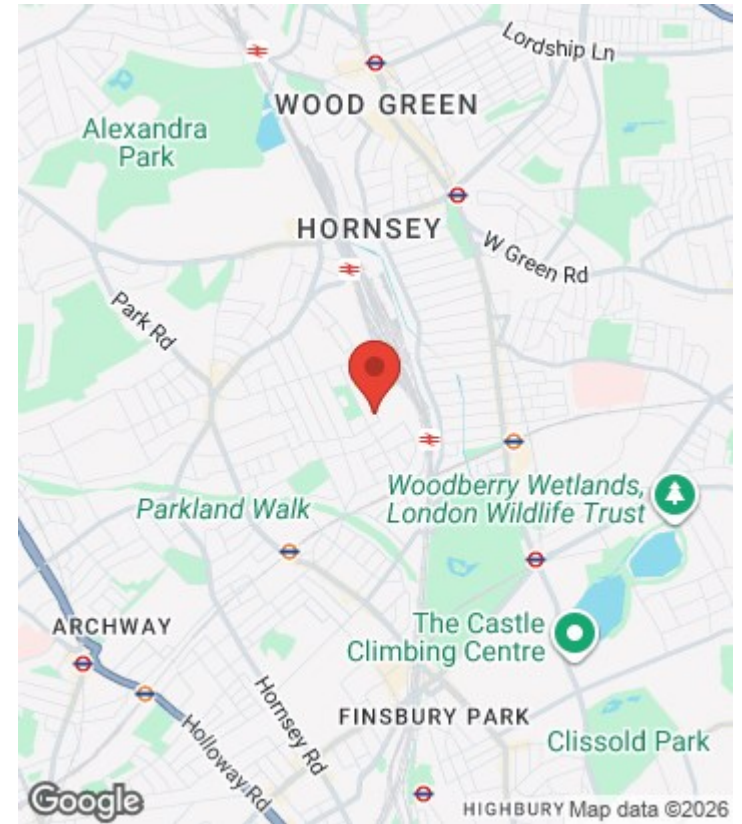 Lordship Ln
WOOD GREEN
Alexandra
Park
HORNSEY
W Green Rd
Park Rd
Woodberry Wetlands,
London Wildlife Trust
Parkland Walk
The Castle
Climbing Centre
ARCHWAY
Hornsey Rd
FINSBURY PARK
Holloway Rd
Clissold Park
Google
HIGHBURY
Map data ©2026